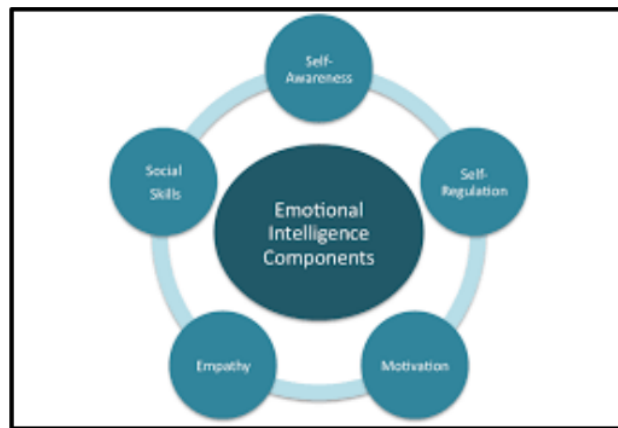 Self-
Awareness
Social
Skills
Self-
Regulation
Emotional
Intelligence
Components
Empathy
Motivation